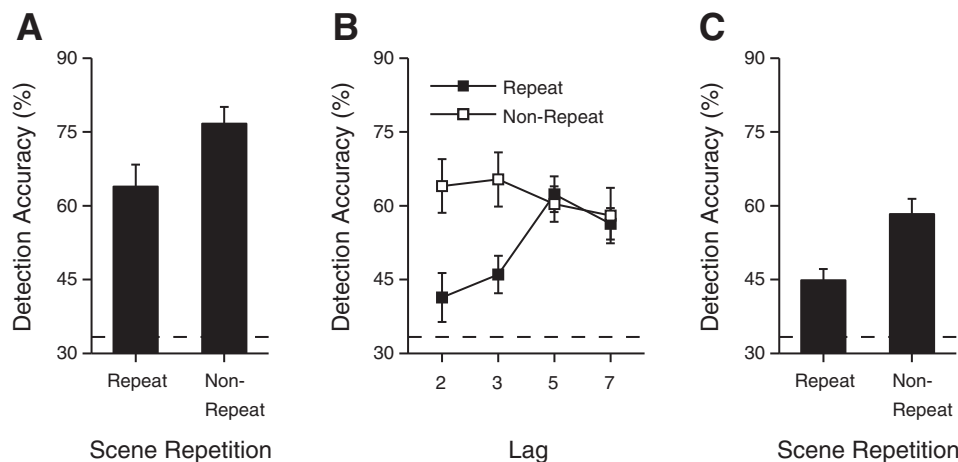 A
Detection Accuracy (%)
90
75
60
45
30
Repeat
Non-
Repeat
Scene Repetition
B
Detection Accuracy (%)
90
75
60
45
30
Repeat
Non-Repeat
2
3
5
7
Lag
C
Detection Accuracy (%)
90
75
60
45
30
Repeat
Non-
Repeat
Scene Repetition